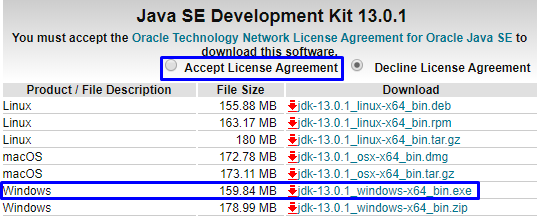 Java SE Development Kit 13.0.1
You must accept the Oracle Technology Network License Agreement for Oracle Java SE to
download this software.
Accept License Agreement Decline License Agreement
Product / File Description File Size Download
Linux 155.88 MB jdk-13.0.1_linux-x64_bin.deb
Linux 163.17 MB jdk-13.0.1_linux-x64_bin.rpm
Linux 180 MB jdk-13.0.1_linux-x64_bin.tar.gz
macOS 172.78 MB jdk-13.0.1_osx-x64_bin.dmg
macOS 173.11 MB jdk-13.0.1_osx-x64_bin.tar.gz
Windows 159.84 MB jdk-13.0.1_windows-x64_bin.exe
Windows 178.99 MB jdk-13.0.1_windows-x64_bin.zip